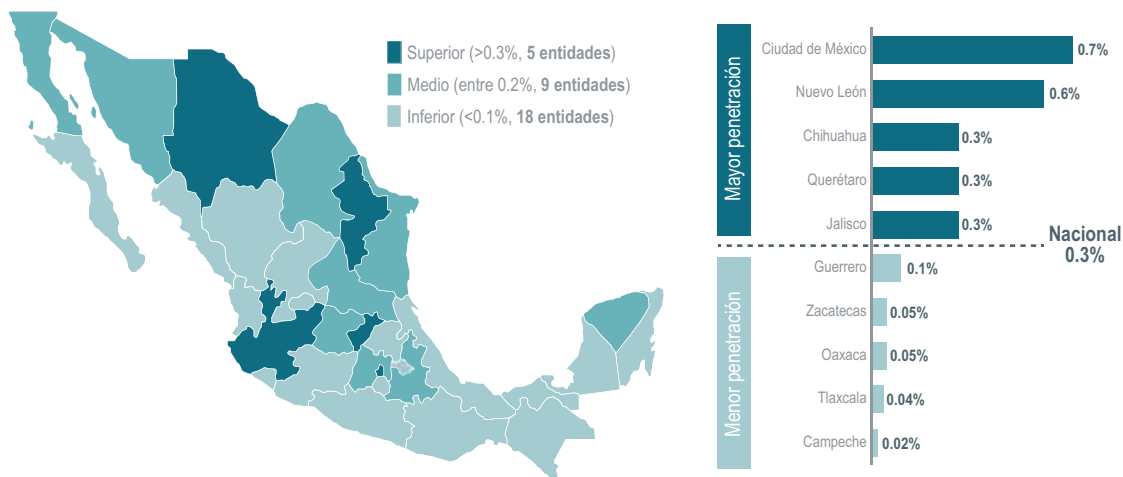 Superior (>0.3%, 5 entidades)
Medio (entre 0.2%, 9 entidades)
Inferior (<0.1%, 18 entidades)
Mayor penetración
Ciudad de México 0.7%
Nuevo León 0.6%
Chihuahua 0.3%
Querétaro 0.3%
Jalisco 0.3%
Nacional
0.3%
Menor penetración
Guerrero 0.1%
Zacatecas 0.05%
Oaxaca 0.05%
Tlaxcala 0.04%
Campeche 0.02%